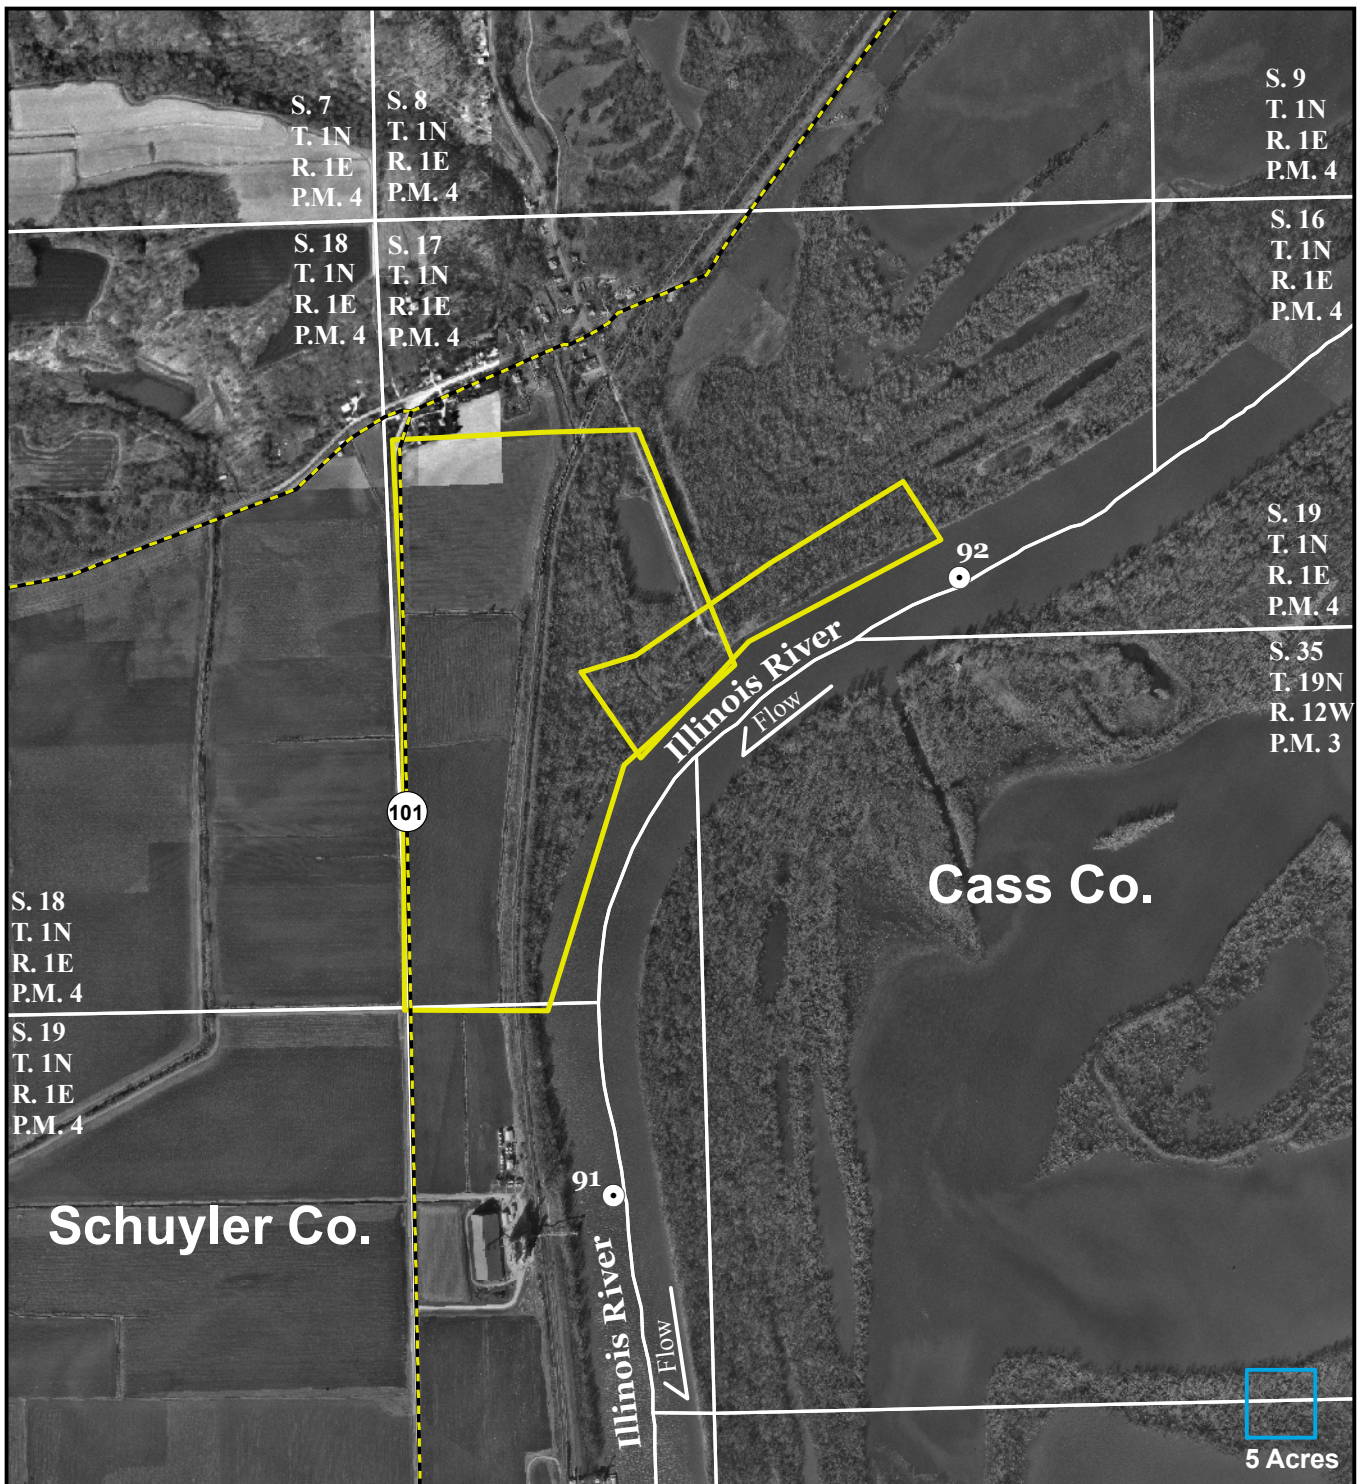 S. 7
T. 1N
R. 1E
P.M. 4
S. 8
T. 1N
R. 1E
P.M. 4
S. 9
T. 1N
R. 1E
P.M. 4
S. 18
T. 1N
R. 1E
P.M. 4
S. 17
T. 1N
R. 1E
P.M. 4
S. 16
T. 1N
R. 1E
P.M. 4
S. 19
T. 1N
R. 1E
P.M. 4
92
Illinois River
Flow
S. 35
T. 19N
R. 12W
P.M. 3
101
Cass Co.
S. 18
T. 1N
R. 1E
P.M. 4
S. 19
T. 1N
R. 1E
P.M. 4
91
Schuyler Co.
Illinois River
Flow
5 Acres